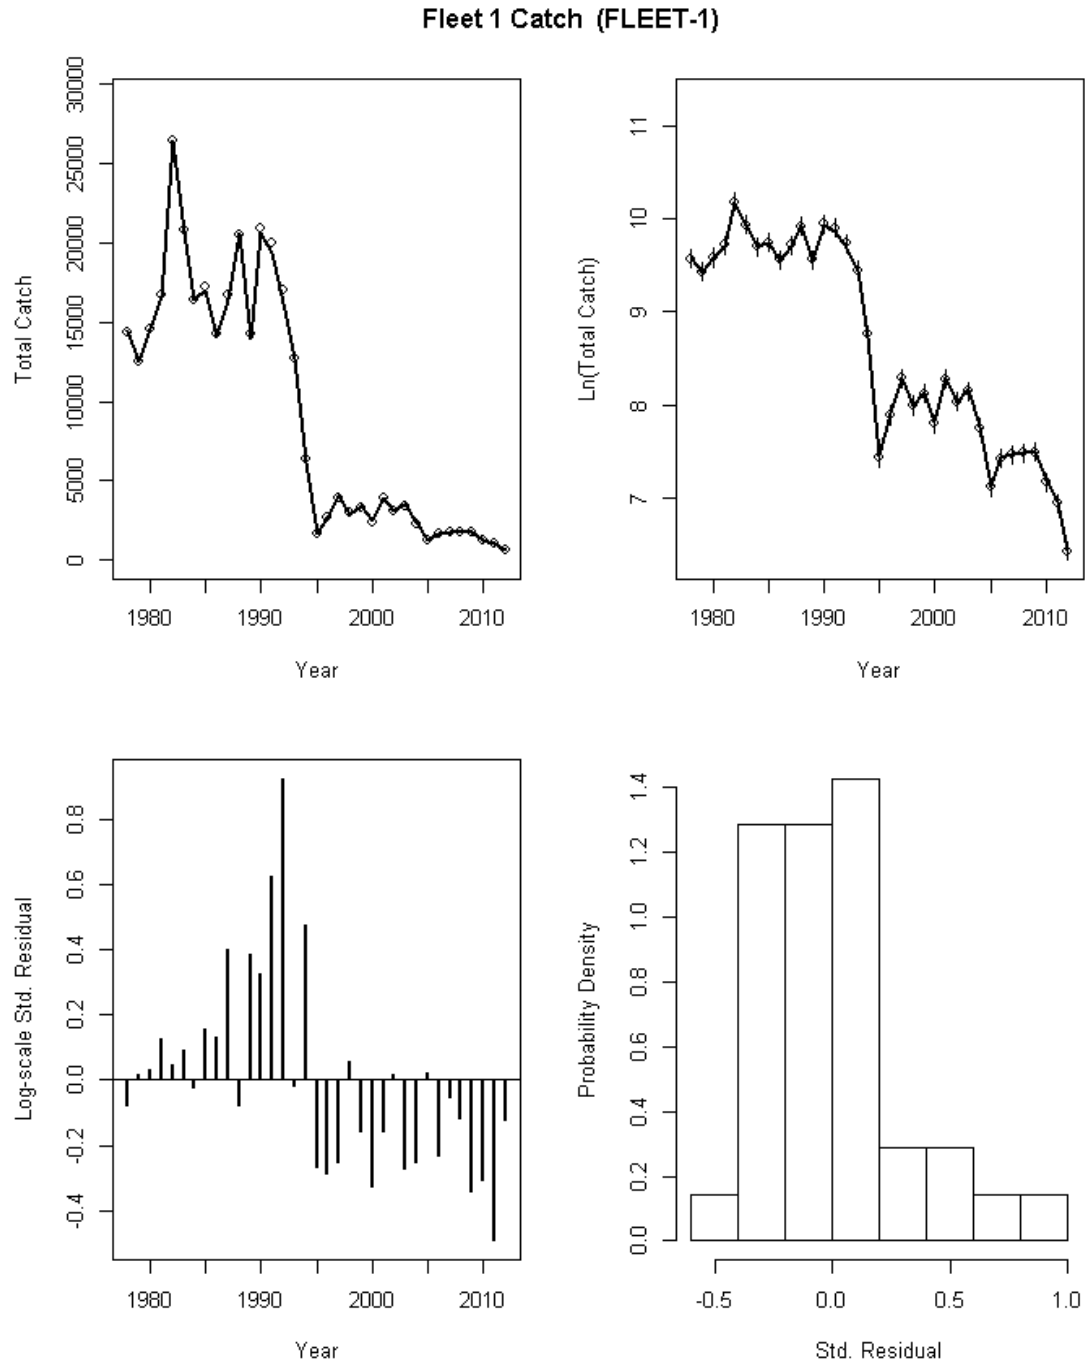 Fleet 1 Catch (FLEET-1)
Total Catch
30000
25000
20000
15000
10000
5000
0
1980 1990 2000 2010
Year
Ln(Total Catch)
11
10
9
8
7
1980 1990 2000 2010
Year
Log-scale Std. Residual
0.8
0.6
0.4
0.2
0.0
-0.2
-0.4
1980 1990 2000 2010
Year
Probability Density
1.4
1.2
1.0
0.8
0.6
0.4
0.2
0.0
-0.5 0.0 0.5 1.0
Std. Residual